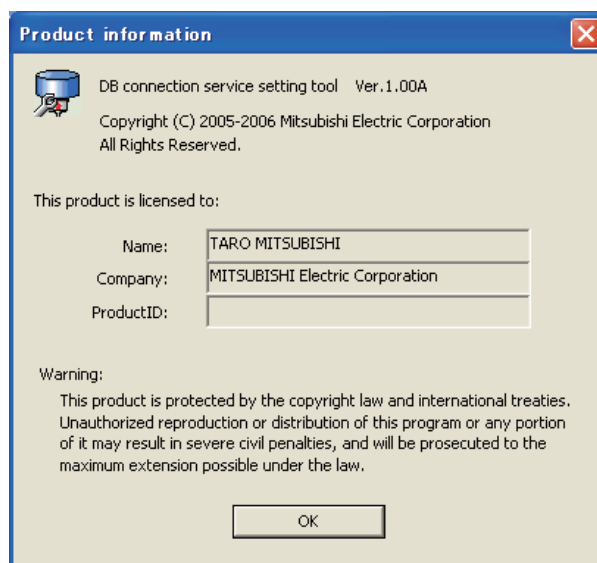 Product information
DB connection service setting tool Ver.1.00A
Copyright (C) 2005-2006 Mitsubishi Electric Corporation
All Rights Reserved.
This product is licensed to:
Name: TARO MITSUBISHI
Company: MITSUBISHI Electric Corporation
ProductID:
Warning:
This product is protected by the copyright law and international treaties.
Unauthorized reproduction or distribution of this program or any portion
of it may result in severe civil penalties, and will be prosecuted to the
maximum extension possible under the law.
OK